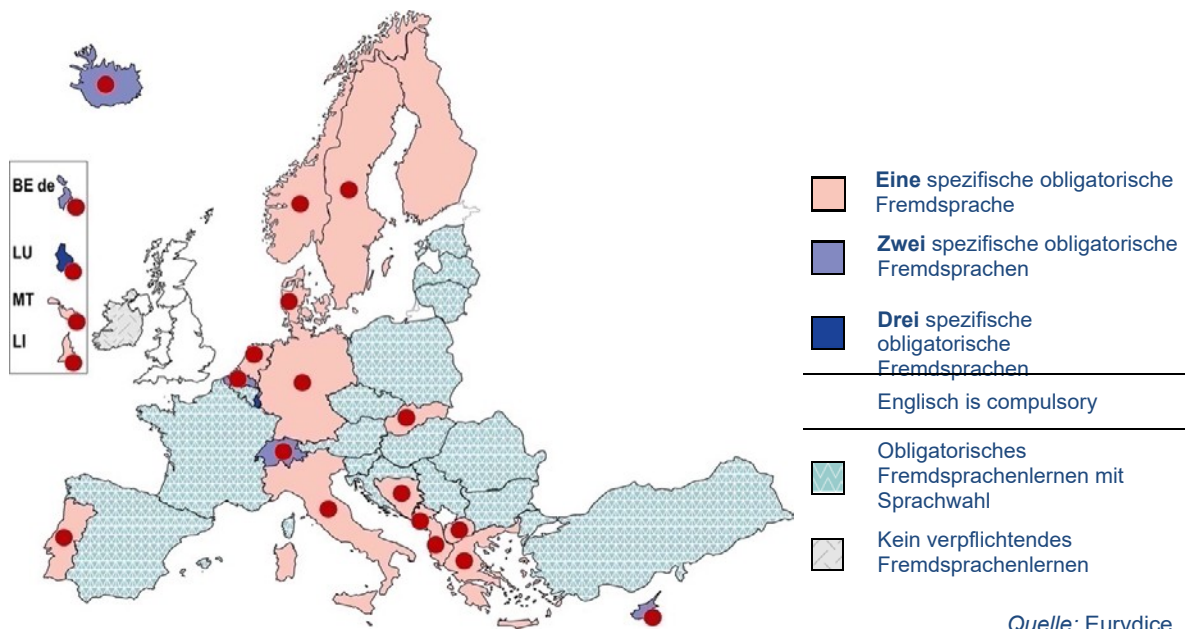 BE de
LU
MT
LI
Eine spezifische obligatorische
Fremdsprache
Zwei spezifische obligatorische
Fremdsprachen
Drei spezifische
obligatorische
Fremdsprachen
Englisch is compulsory
Obligatorisches
Fremdsprachenlernen mit
Sprachwahl
Kein verpflichtendes
Fremdsprachenlernen
Quelle: Eurydice